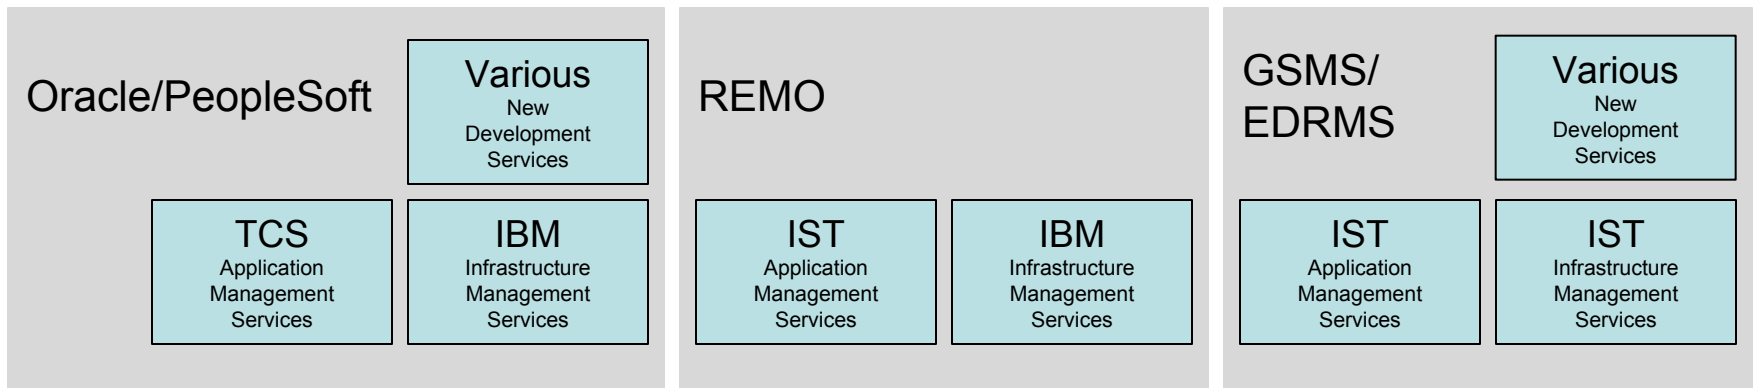 Oracle/PeopleSoft
Various
New
Development
Services
TCS
Application
Management
Services
IBM
Infrastructure
Management
Services
REMO
IST
Application
Management
Services
IBM
Infrastructure
Management
Services
GSMS/
EDRMS
Various
New
Development
Services
IST
Application
Management
Services
IST
Infrastructure
Management
Services